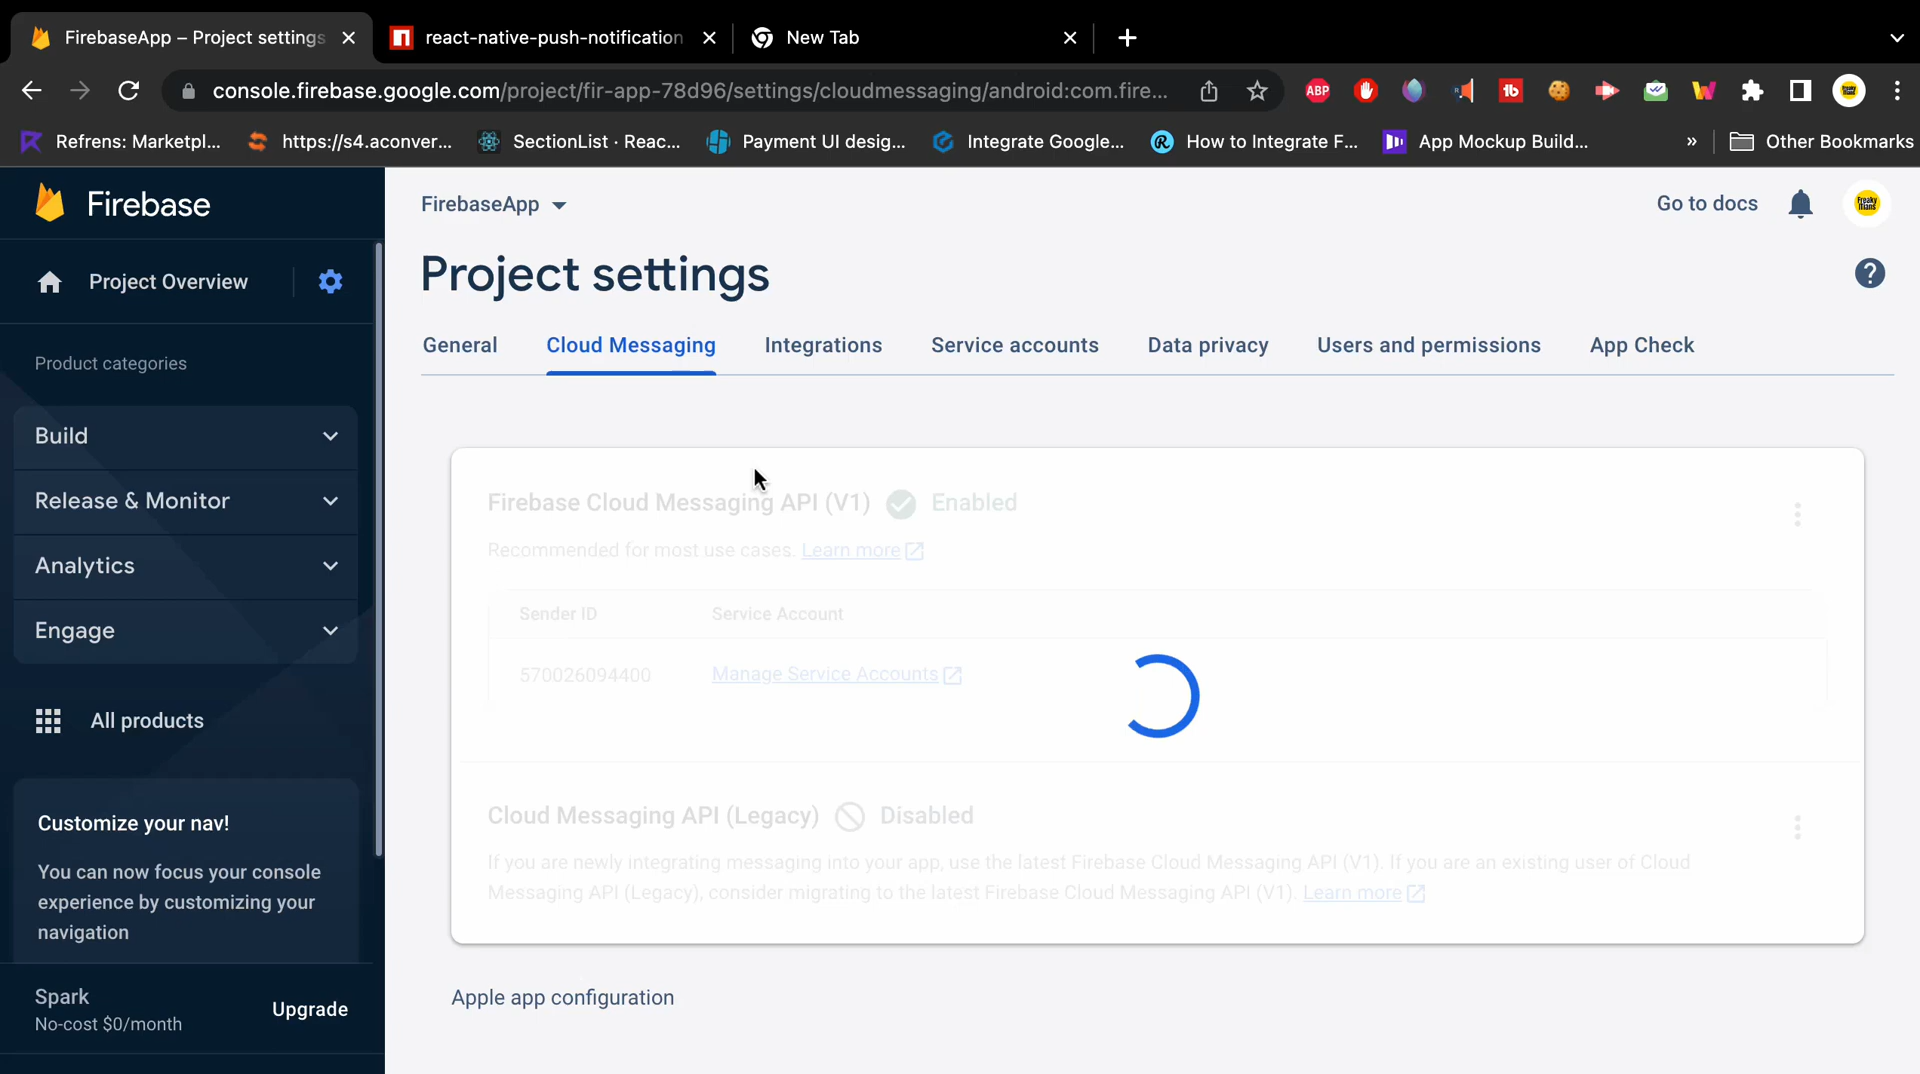 FirebaseApp – Project settings
react-native-push-notification
New Tab
console.firebase.google.com/project/fir-app-78d96/settings/cloudmessaging/android:com.fire...
ABP
Refrens: Marketpl...
https://s4.aconver...
SectionList · Reac...
Payment UI desig...
Integrate Google...
How to Integrate F...
App Mockup Build...
»
Other Bookmarks
Firebase
Project Overview
Product categories
Build
Release & Monitor
Analytics
Engage
All products
Customize your nav!
You can now focus your console
experience by customizing your
navigation
Spark
No-cost $0/month
Upgrade
FirebaseApp
Go to docs
Project settings
General
Cloud Messaging
Integrations
Service accounts
Data privacy
Users and permissions
App Check
Firebase Cloud Messaging API (V1)
Enabled
Recommended for most use cases. Learn more
Sender ID
Service Account
570026094400
Manage Service Accounts
Cloud Messaging API (Legacy)
Disabled
If you are newly integrating messaging into your app, use the latest Firebase Cloud Messaging API (V1). If you are an existing user of Cloud
Messaging API (Legacy), consider migrating to the latest Firebase Cloud Messaging API (V1). Learn more
Apple app configuration